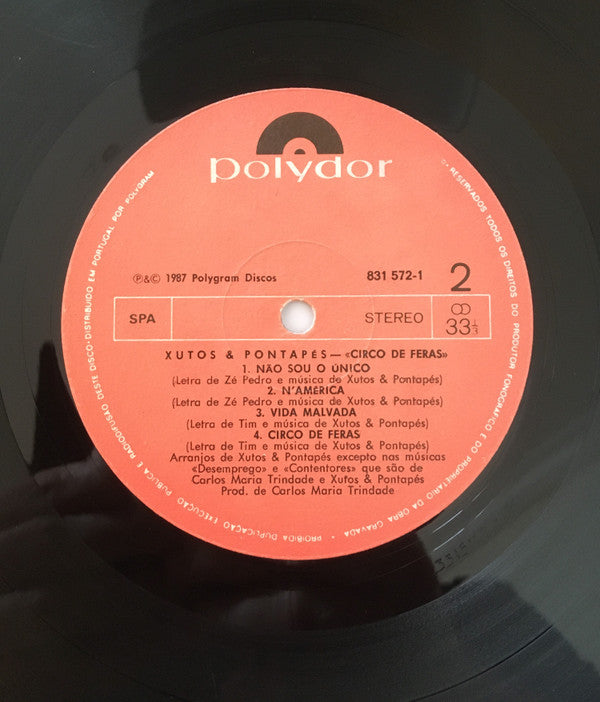 polydor
℗&© 1987 Polygram Discos
831 572-1
2
SPA
STEREO
33⅓
XUTOS & PONTAPÉS — «CIRCO DE FERAS»
1. NÃO SOU O ÚNICO
(Letra de Zé Pedro e música de Xutos & Pontapés)
2. N'AMÉRICA
(Letra de Zé Pedro e música de Xutos & Pontapés)
3. VIDA MALVADA
(Letra de Tim e música de Xutos & Pontapés)
4. CIRCO DE FERAS
(Letra de Tim e música de Xutos & Pontapés)
Arranjos de Xutos & Pontapés excepto nas músicas
«Desemprego» e «Contentores» que são de
Carlos Maria Trindade e Xutos & Pontapés
Prod. de Carlos Maria Trindade
RESERVADOS TODOS OS DIREITOS DO PRODUTOR FONOGRÁFICO E DO PROPRIETÁRIO DA OBRA GRAVADA - PROIBIDA DUPLICAÇÃO EXECUÇÃO PÚBLICA E RADIODIFUSÃO DESTE DISCO - DISTRIBUÍDO EM PORTUGAL POR POLYGRAM